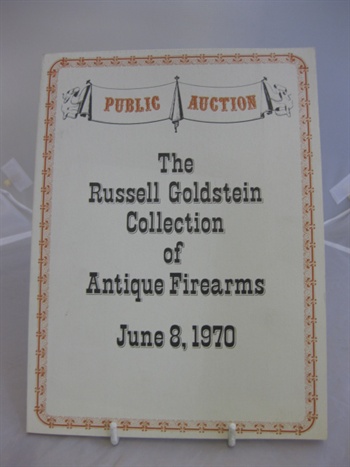 PUBLIC AUCTION
The
Russell Goldstein
Collection
of
Antique Firearms
June 8, 1970